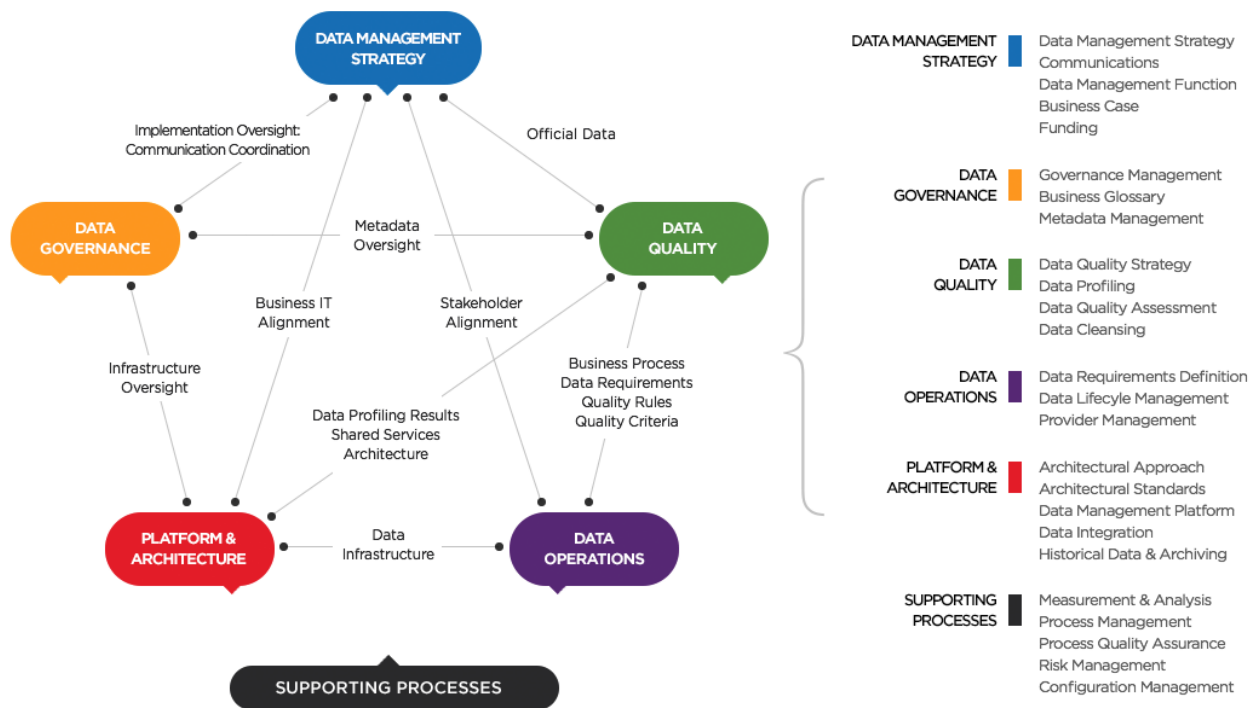 DATA MANAGEMENT
STRATEGY
Implementation Oversight:
Communication Coordination
Official Data
DATA
GOVERNANCE
Metadata
Oversight
DATA
QUALITY
Business IT
Alignment
Stakeholder
Alignment
Infrastructure
Oversight
Business Process
Data Requirements
Quality Rules
Quality Criteria
Data Profiling Results
Shared Services
Architecture
PLATFORM &
ARCHITECTURE
Data
Infrastructure
DATA
OPERATIONS
SUPPORTING PROCESSES
DATA MANAGEMENT
STRATEGY
Data Management Strategy
Communications
Data Management Function
Business Case
Funding
DATA
GOVERNANCE
Governance Management
Business Glossary
Metadata Management
DATA
QUALITY
Data Quality Strategy
Data Profiling
Data Quality Assessment
Data Cleansing
DATA
OPERATIONS
Data Requirements Definition
Data Lifecyle Management
Provider Management
PLATFORM &
ARCHITECTURE
Architectural Approach
Architectural Standards
Data Management Platform
Data Integration
Historical Data & Archiving
SUPPORTING
PROCESSES
Measurement & Analysis
Process Management
Process Quality Assurance
Risk Management
Configuration Management